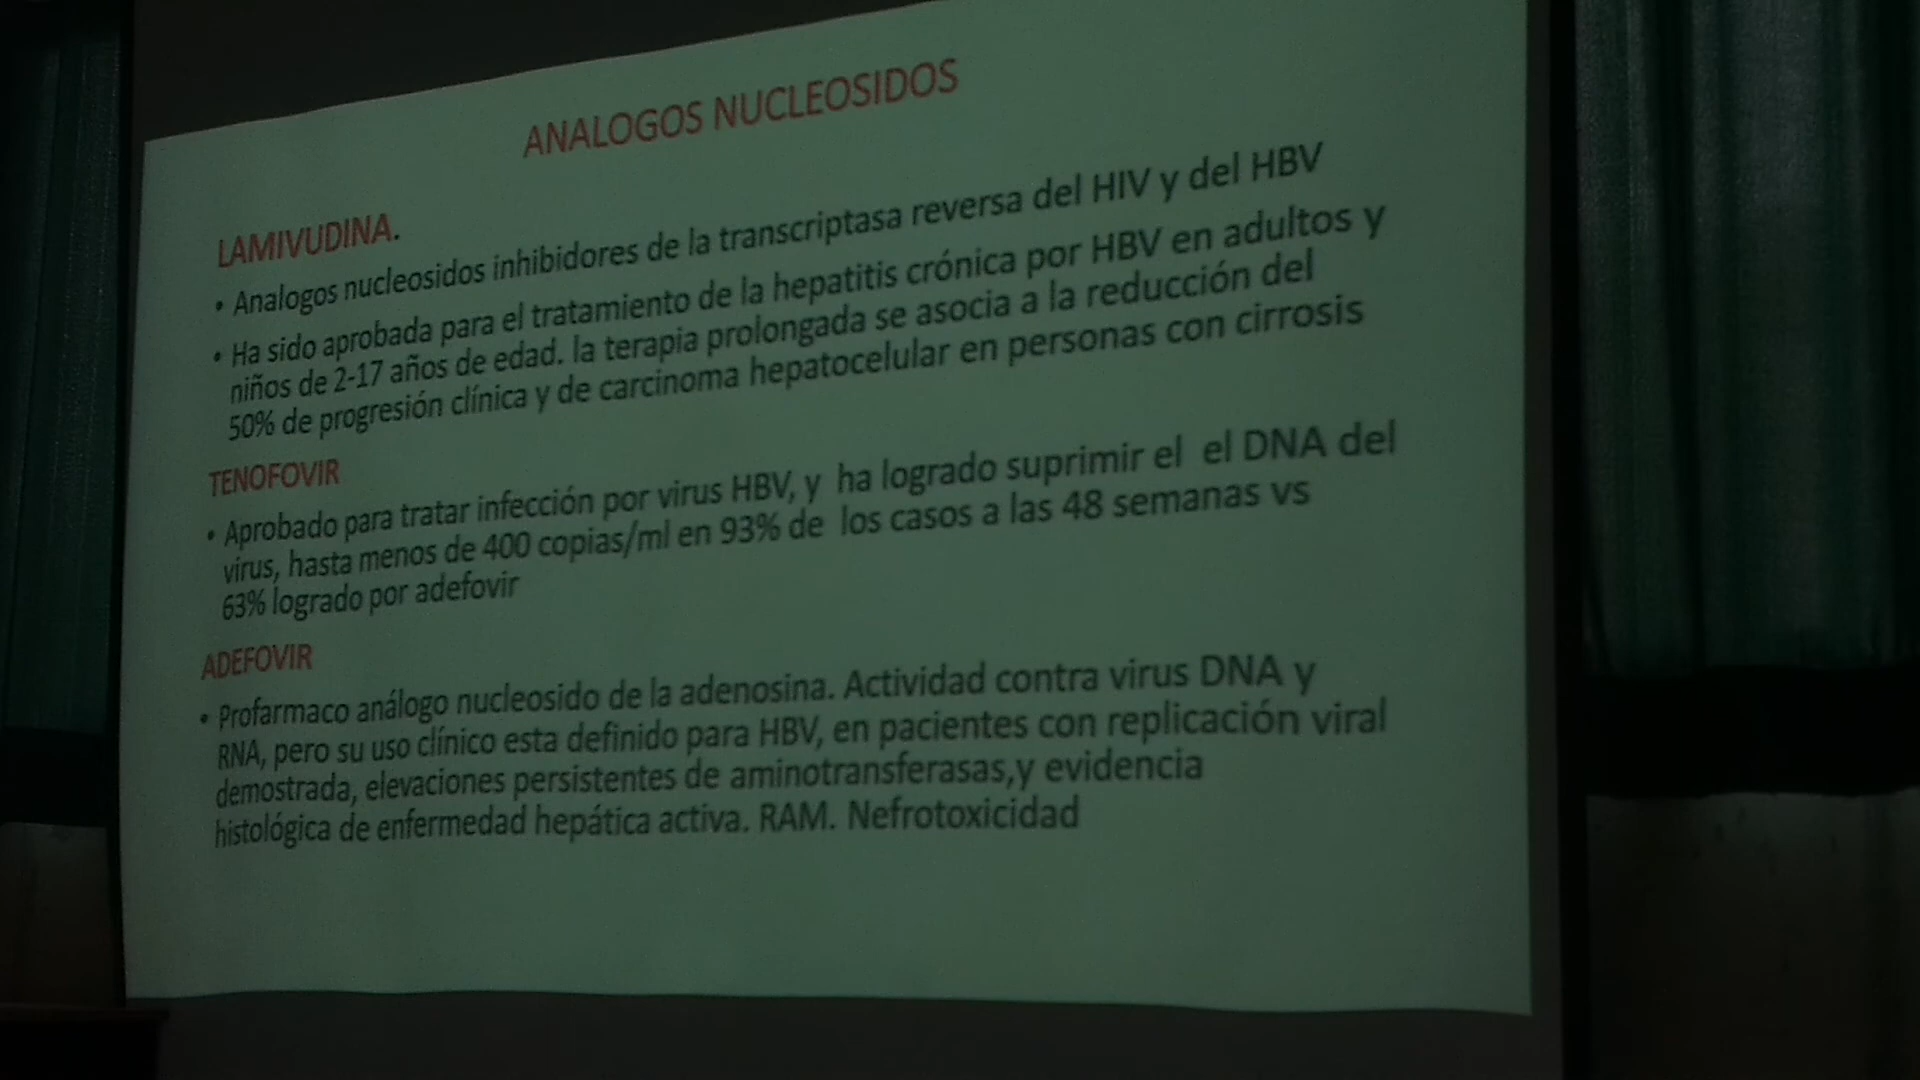 ANALOGOS NUCLEOSIDOS
LAMIVUDINA.
• Analogos nucleosidos inhibidores de la transcriptasa reversa del HIV y del HBV
• Ha sido aprobada para el tratamiento de la hepatitis crónica por HBV en adultos y
niños de 2-17 años de edad. la terapia prolongada se asocia a la reducción del
50% de progresión clínica y de carcinoma hepatocelular en personas con cirrosis
TENOFOVIR
• Aprobado para tratar infección por virus HBV, y ha logrado suprimir el el DNA del
virus, hasta menos de 400 copias/ml en 93% de los casos a las 48 semanas vs
63% logrado por adefovir
ADEFOVIR
• Profarmaco análogo nucleosido de la adenosina. Actividad contra virus DNA y
RNA, pero su uso clínico esta definido para HBV, en pacientes con replicación viral
demostrada, elevaciones persistentes de aminotransferasas,y evidencia
histológica de enfermedad hepática activa. RAM. Nefrotoxicidad